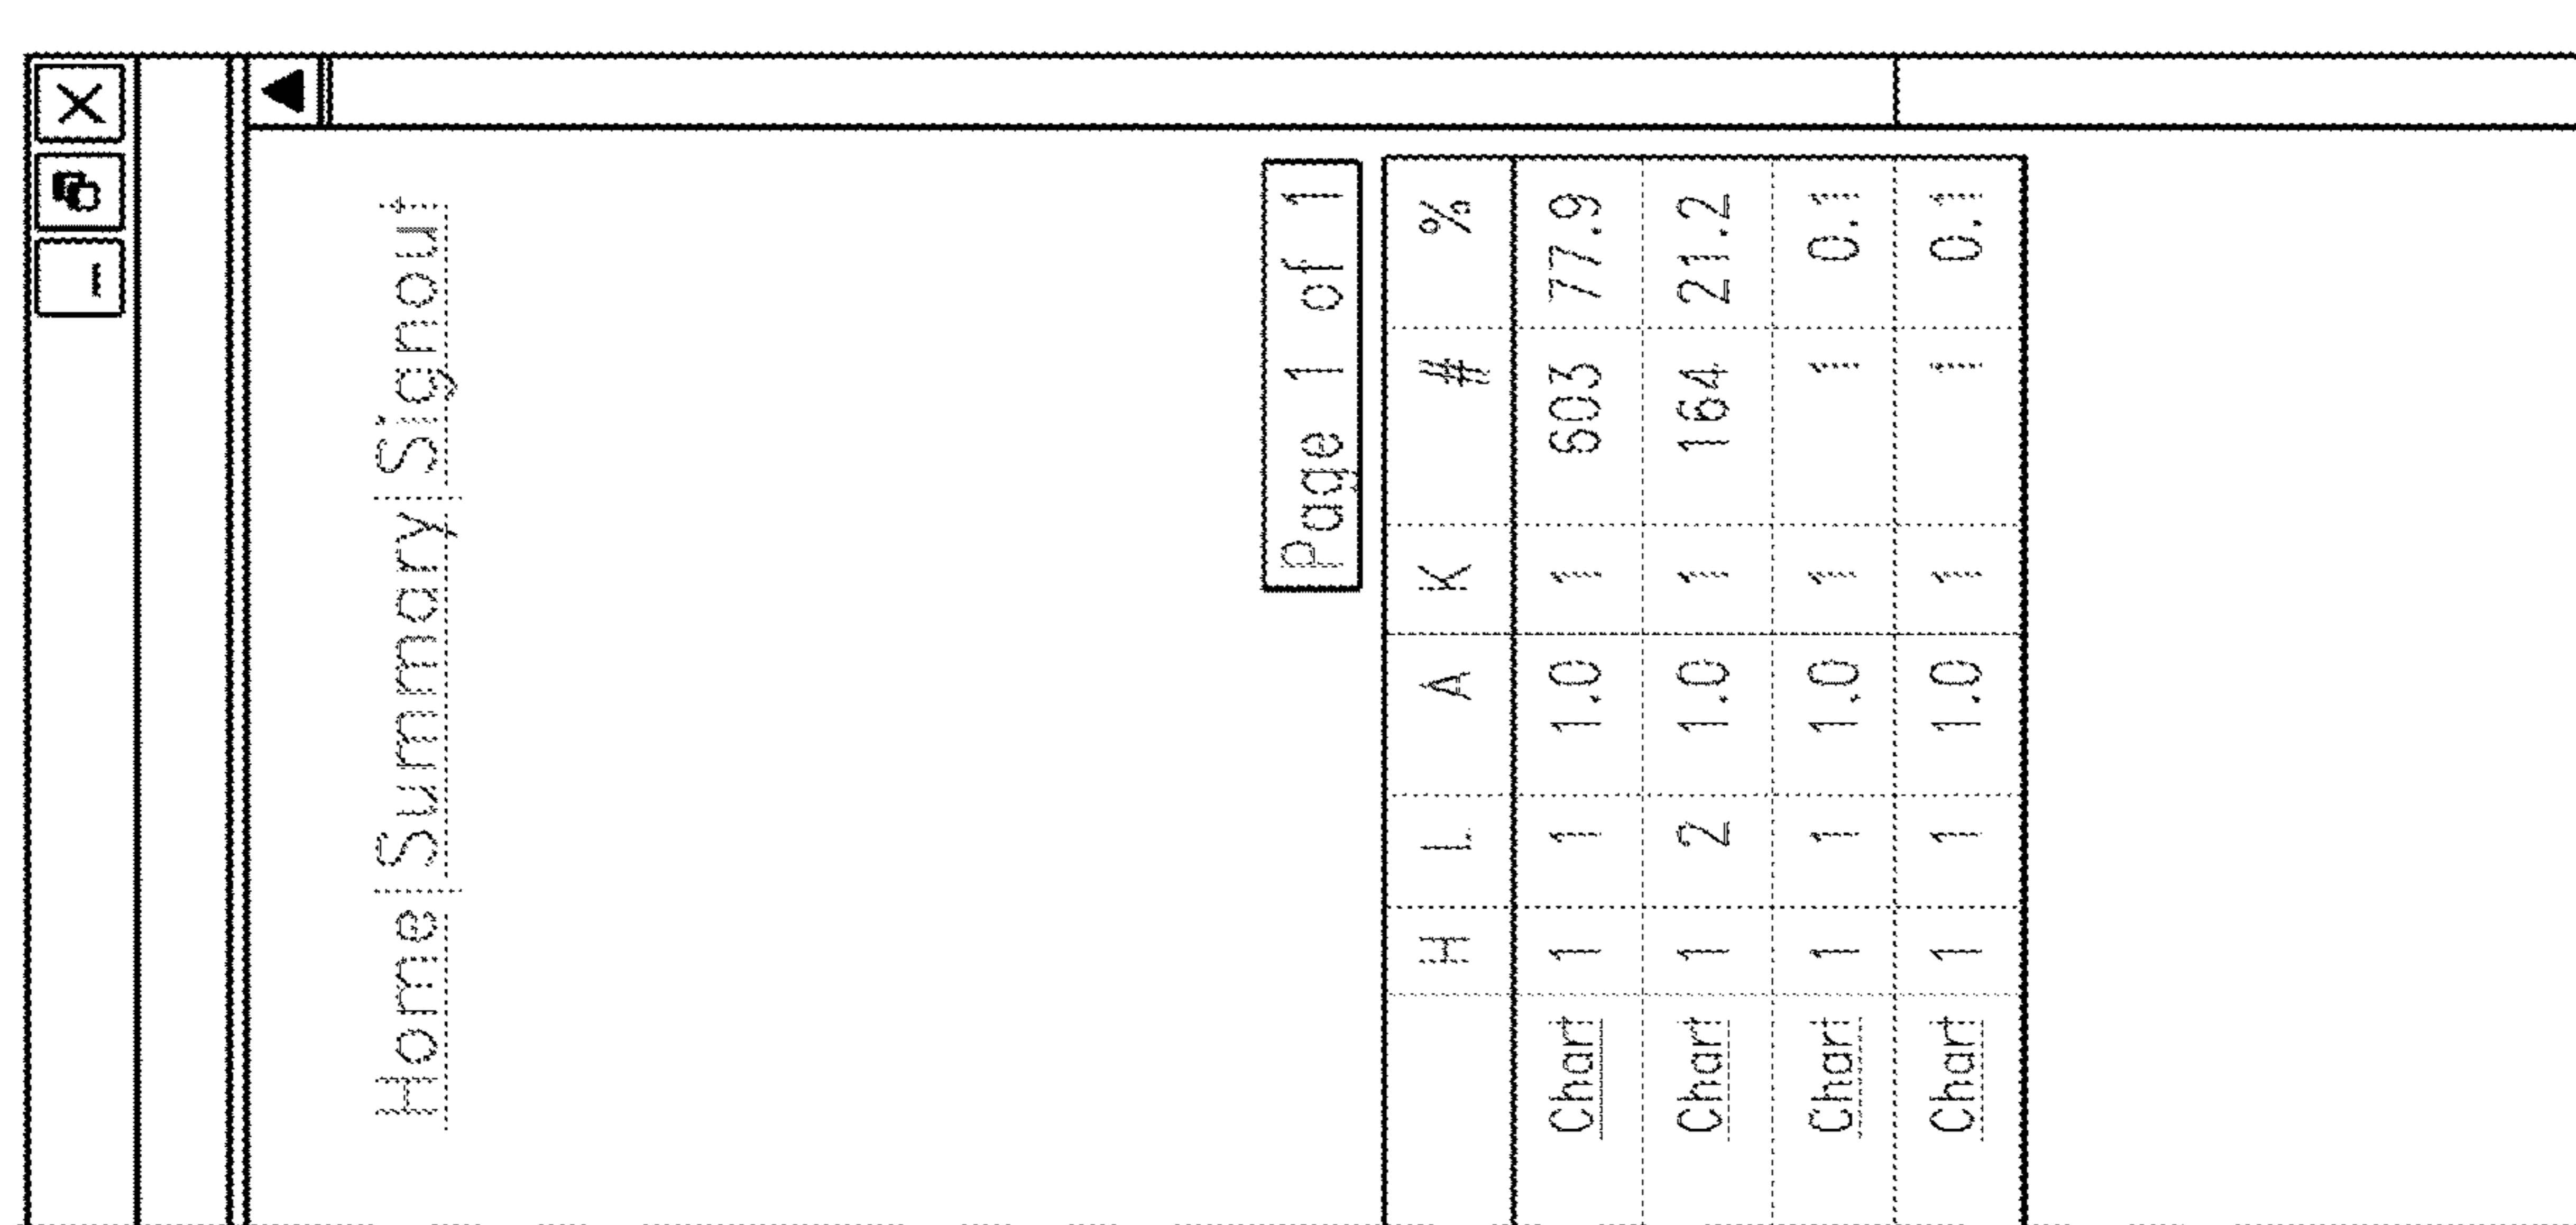 Home|Summary|Signout
Page 1 of 1
H L A K # %
Chart 1 1 1.0 1 603 77.9
Chart 1 2 1.0 1 164 21.2
Chart 1 1 1.0 1 1 0.1
Chart 1 1 1.0 1 1 0.1